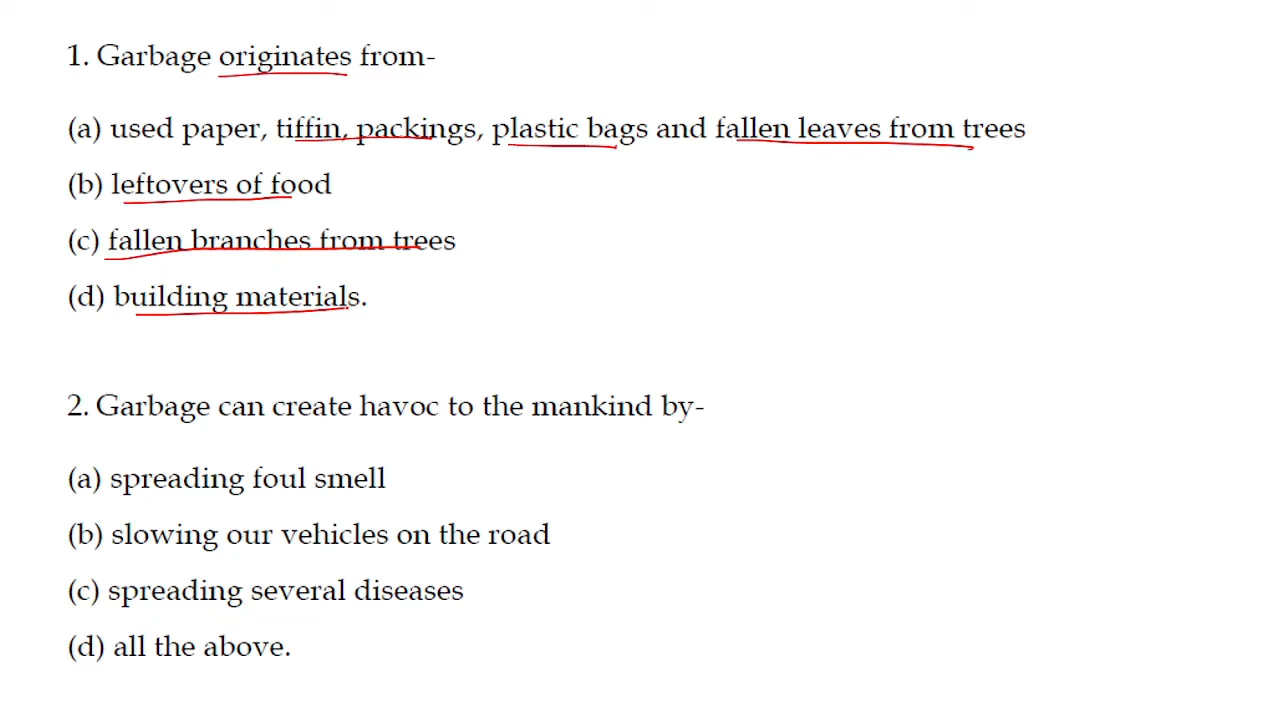 1. Garbage originates from-
(a) used paper, tiffin, packings, plastic bags and fallen leaves from trees
(b) leftovers of food
(c) fallen branches from trees
(d) building materials.
2. Garbage can create havoc to the mankind by-
(a) spreading foul smell
(b) slowing our vehicles on the road
(c) spreading several diseases
(d) all the above.